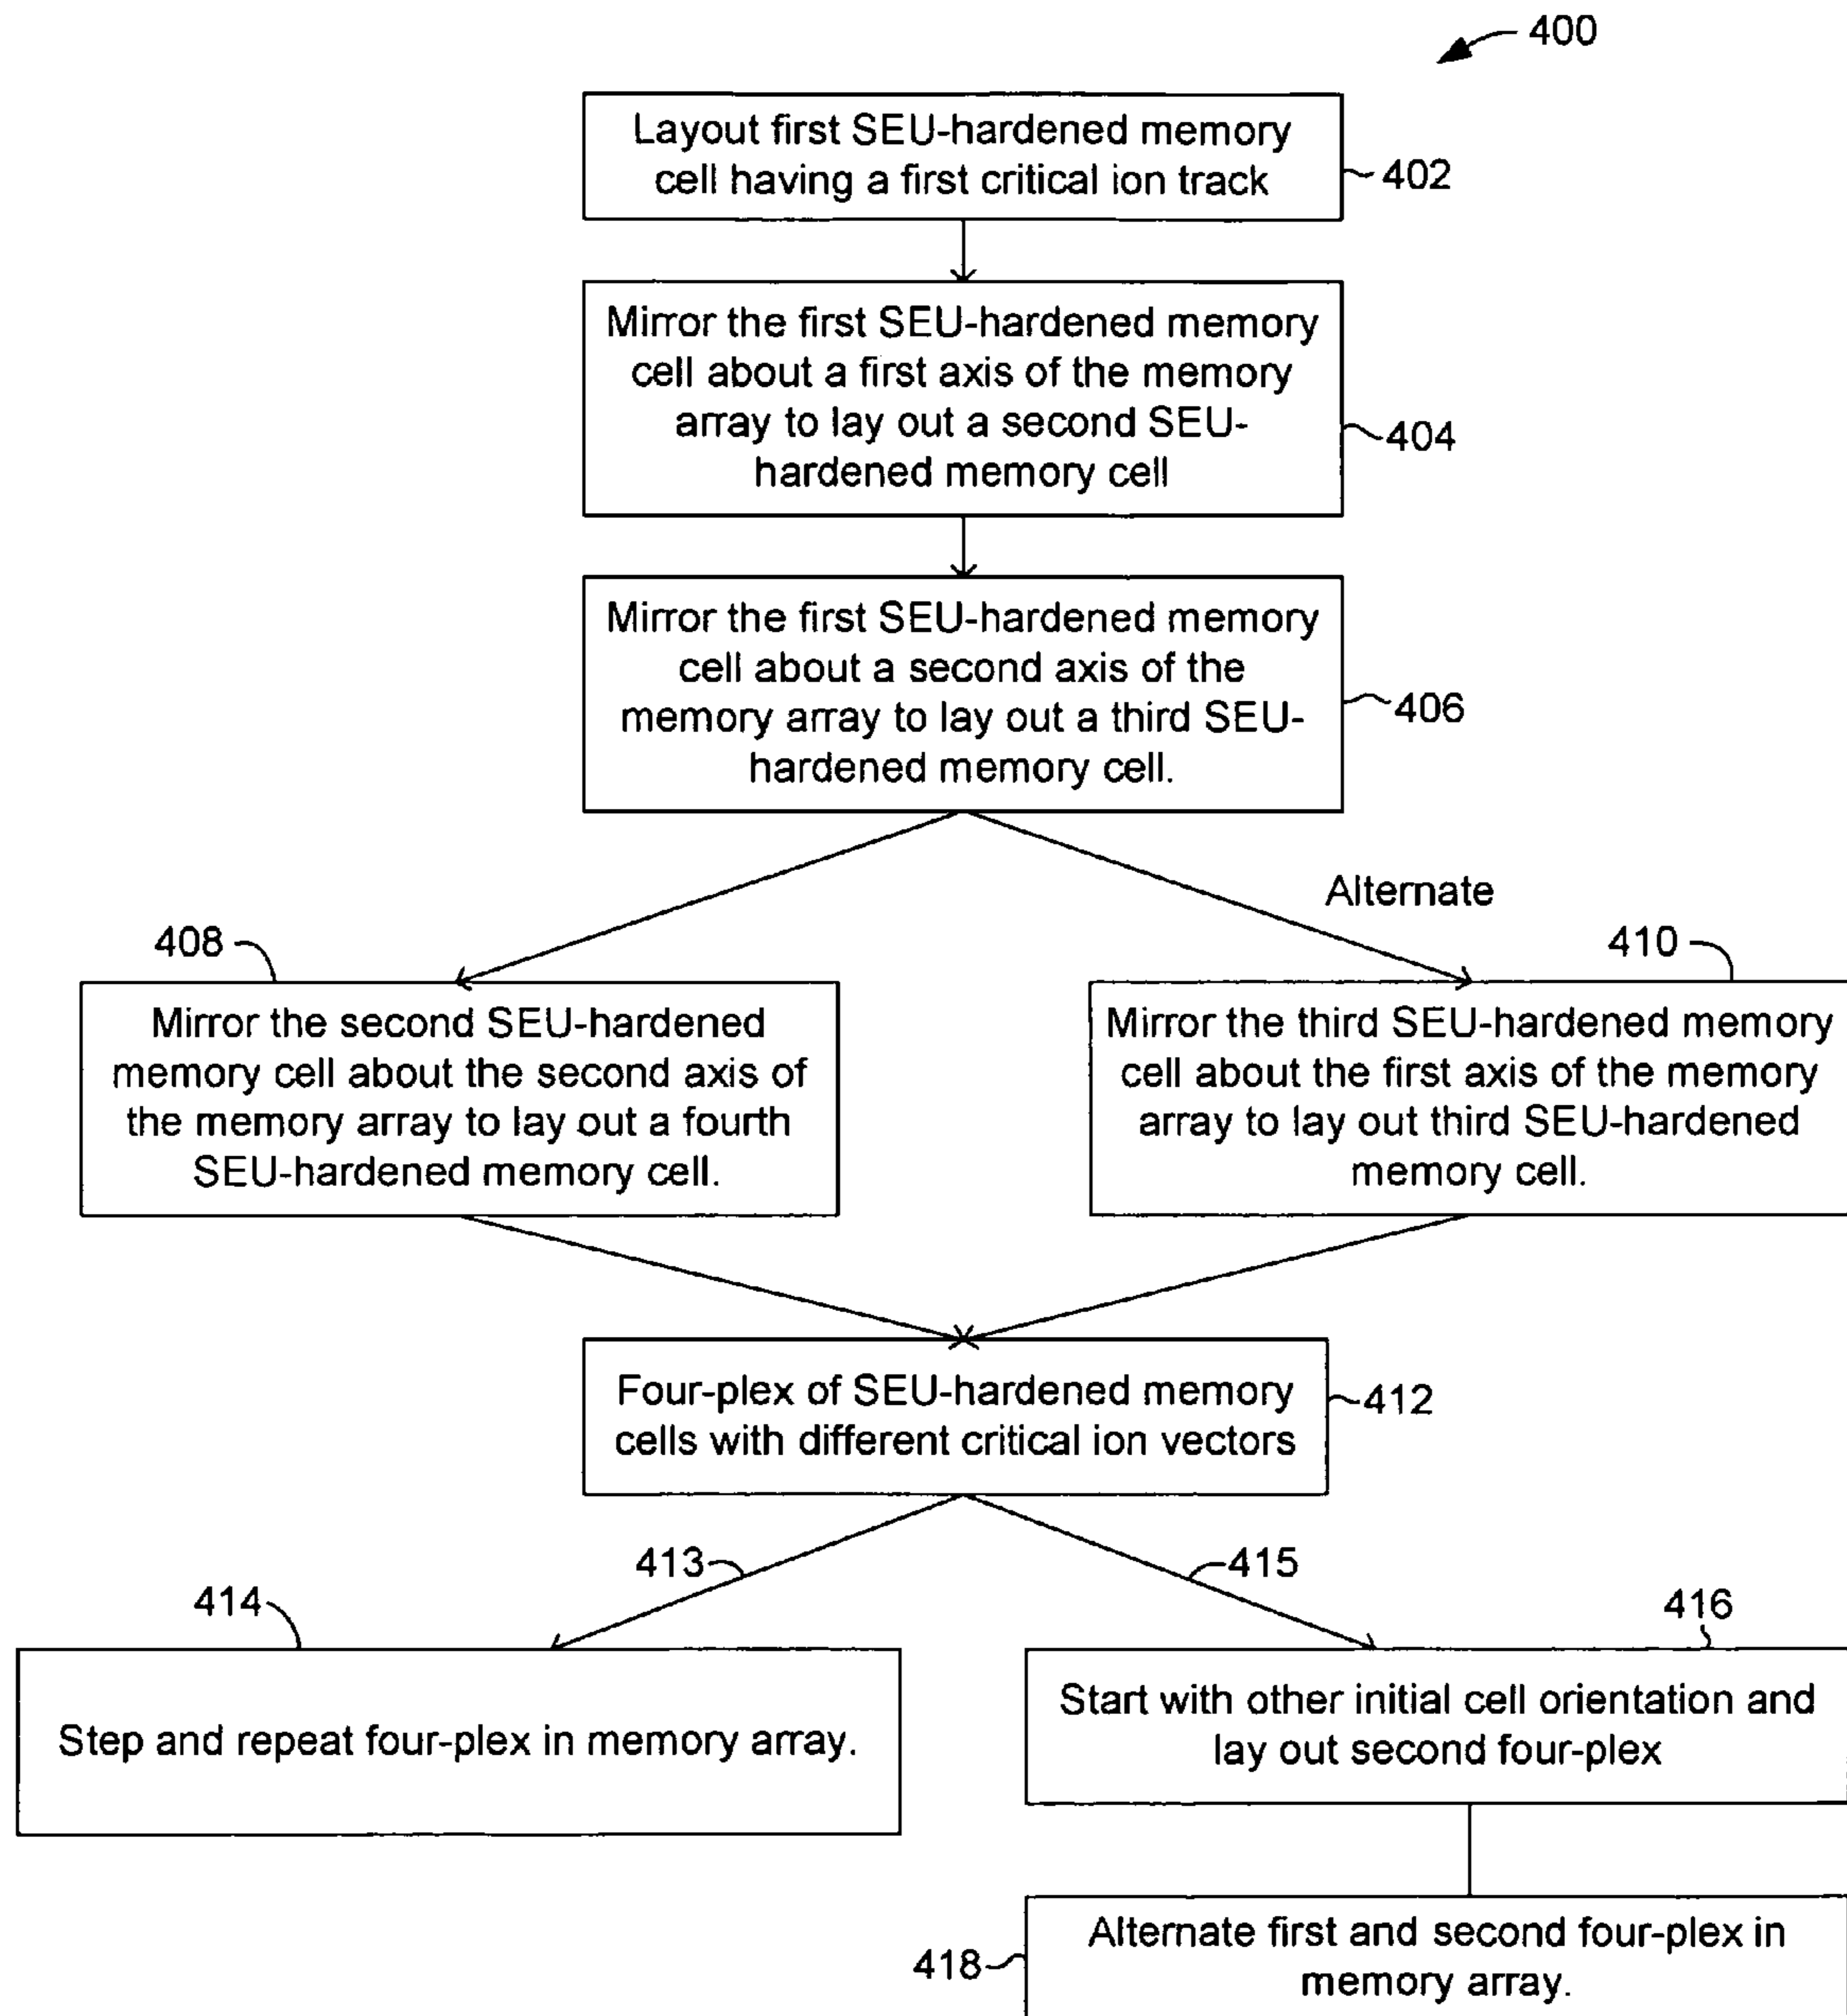 400
Layout first SEU-hardened memory
cell having a first critical ion track
402
Mirror the first SEU-hardened memory
cell about a first axis of the memory
array to lay out a second SEU-
hardened memory cell
404
Mirror the first SEU-hardened memory
cell about a second axis of the
memory array to lay out a third SEU-
hardened memory cell.
406
Alternate
408
410
Mirror the second SEU-hardened
memory cell about the second axis of
the memory array to lay out a fourth
SEU-hardened memory cell.
Mirror the third SEU-hardened memory
cell about the first axis of the memory
array to lay out third SEU-hardened
memory cell.
Four-plex of SEU-hardened memory
cells with different critical ion vectors
412
413
415
414
416
Step and repeat four-plex in memory array.
Start with other initial cell orientation and
lay out second four-plex
418
Alternate first and second four-plex in
memory array.